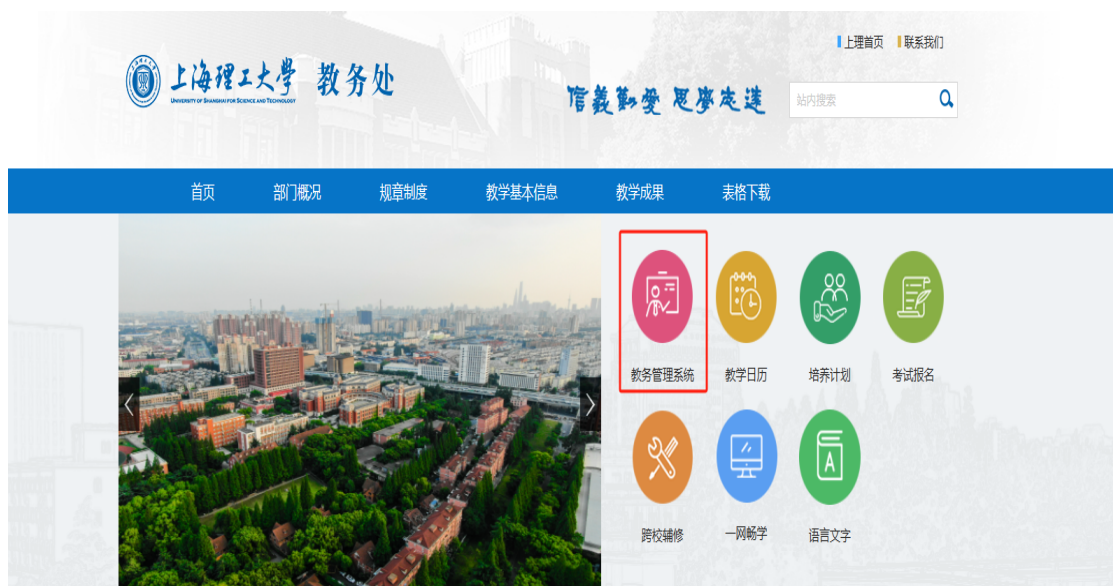 上理首页 联系我们
上海理工大学 教务处
UNIVERSITY OF SHANGHAI FOR SCIENCE AND TECHNOLOGY
信義勤愛 思學志遠
站内搜索
首页 部门概况 规章制度 教学基本信息 教学成果 表格下载
教务管理系统 教学日历 培养计划 考试报名
跨校辅修 一网畅学 语言文字